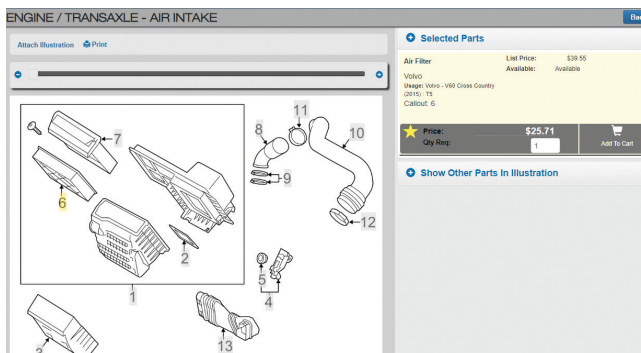 ENGINE / TRANSAXLE - AIR INTAKE
Attach Illustration Print
Selected Parts
Air Filter
List Price: $39.55
Available: Available
Volvo
Usage: Volvo - V60 Cross Country
(2015) : T5
Callout: 6
Price: $25.71
Qty Req: 1
Add To Cart
Show Other Parts In Illustration
7
6
8
11
10
9
12
2
5
4
1
13
3